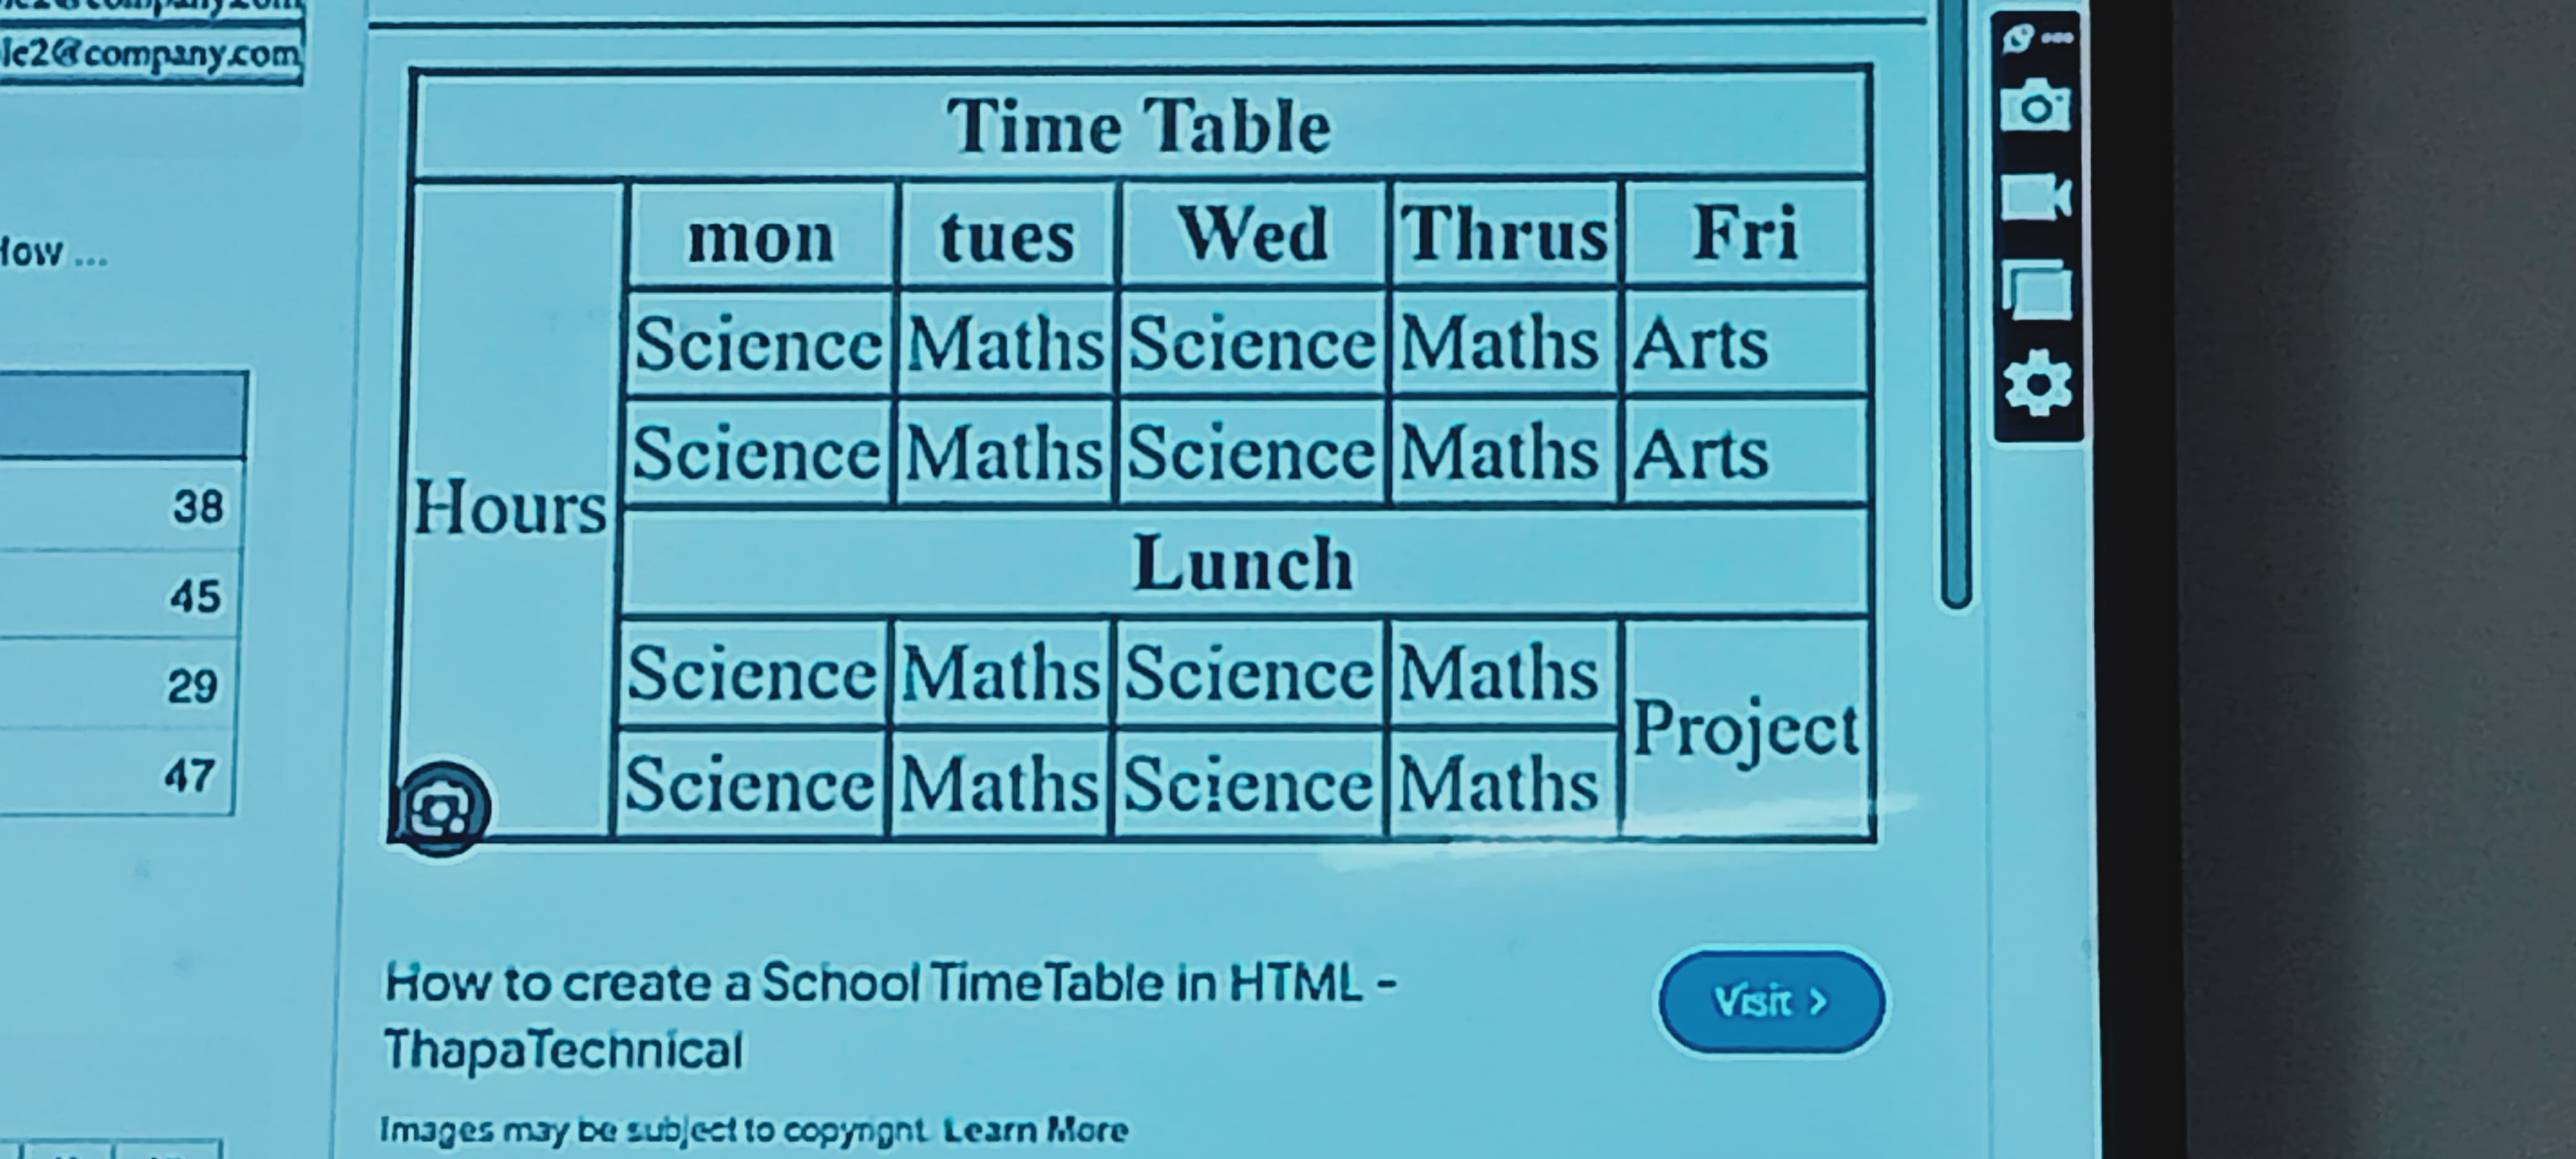 le2@company.com
Time Table
mon tues Wed Thrus Fri
Science Maths Science Maths Arts
Science Maths Science Maths Arts
Hours
Lunch
Science Maths Science Maths
Project
Science Maths Science Maths
How ...
38
45
29
47
How to create a School TimeTable in HTML -
ThapaTechnical
Visit >
Images may be subject to copyright. Learn More